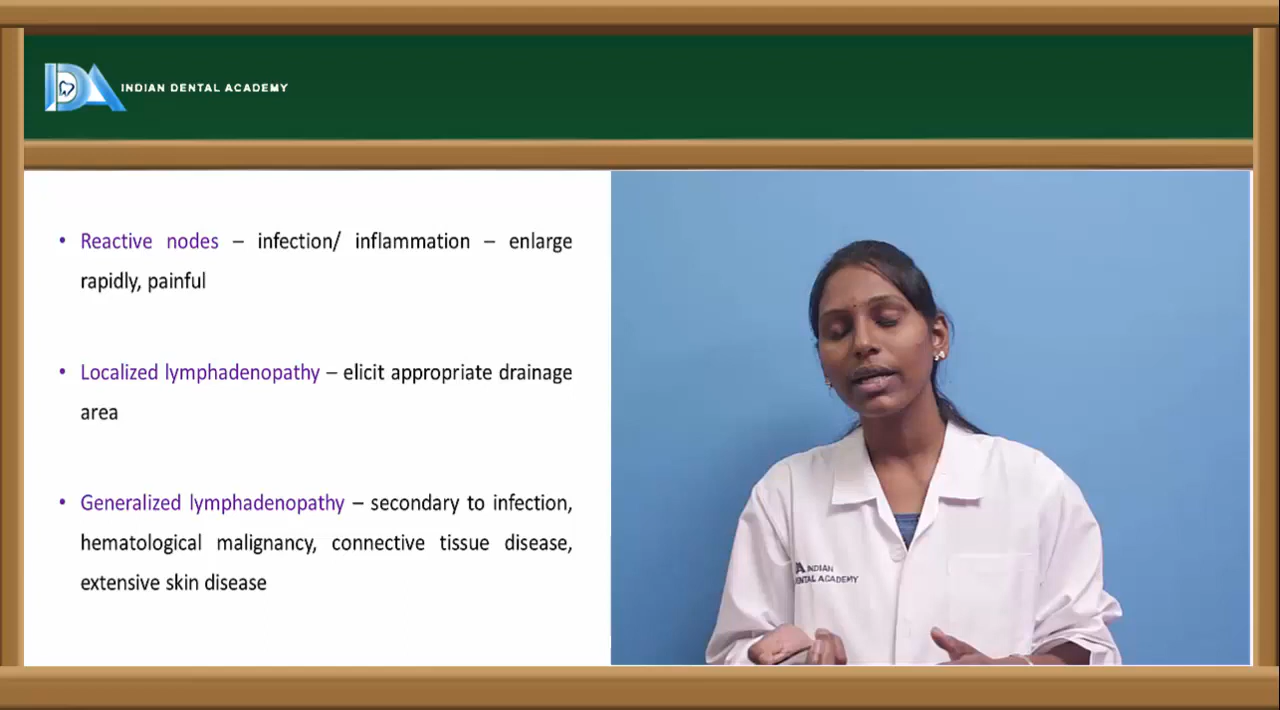 INDIAN DENTAL ACADEMY
• Reactive nodes – infection/ inflammation – enlarge
rapidly, painful
• Localized lymphadenopathy – elicit appropriate drainage
area
• Generalized lymphadenopathy – secondary to infection,
hematological malignancy, connective tissue disease,
extensive skin disease
INDIAN
DENTAL ACADEMY